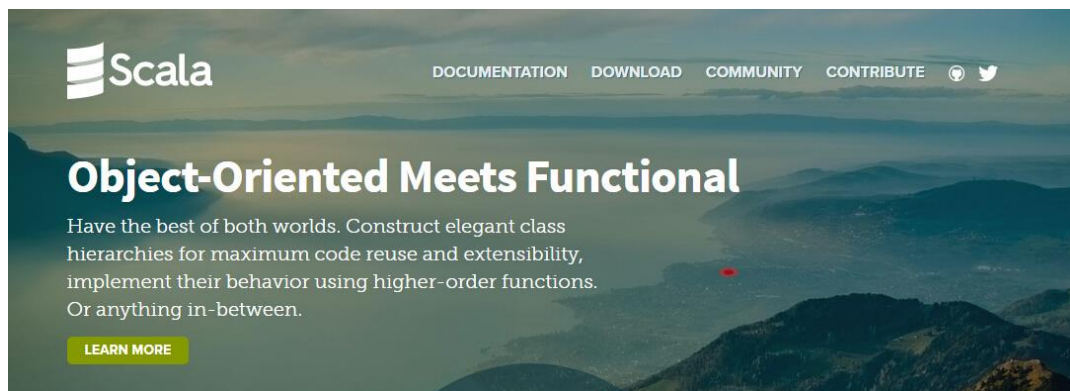 Scala
DOCUMENTATION DOWNLOAD COMMUNITY CONTRIBUTE
Object-Oriented Meets Functional
Have the best of both worlds. Construct elegant class
hierarchies for maximum code reuse and extensibility,
implement their behavior using higher-order functions.
Or anything in-between.
LEARN MORE